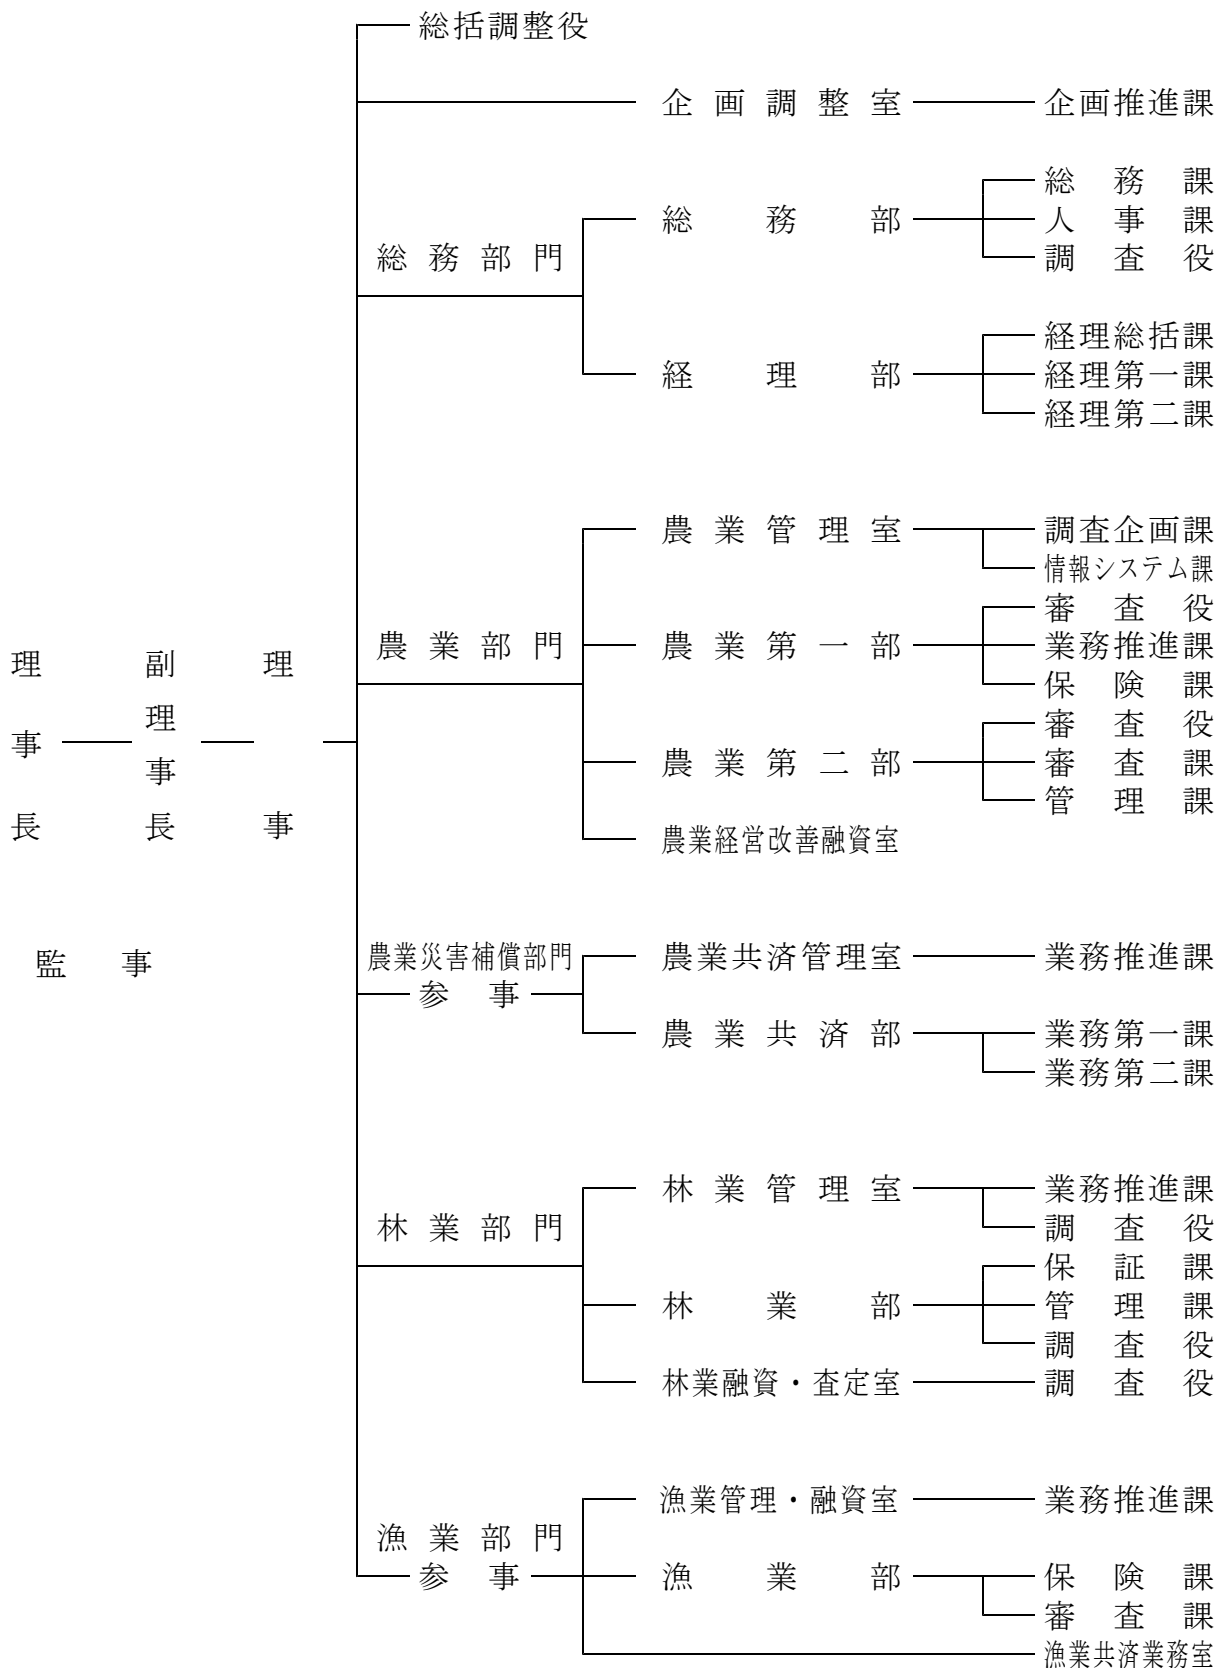 総括調整役
企画調整室 企画推進課
総務課
総務部 人事課
総務部門 調査役
経理総括課
経理部 経理第一課
経理第二課
農業管理室 調査企画課
情報システム課
審査役
農業部門 農業第一部 業務推進課
保険課
審査役
農業第二部 審査課
管理課
農業経営改善融資室
理事長 副理事長 理事
監事
農業災害補償部門 農業共済管理室 業務推進課
参事
農業共済部 業務第一課
業務第二課
林業管理室 業務推進課
林業部門 調査役
保証課
林業部 管理課
調査役
林業融資・査定室 調査役
漁業管理・融資室 業務推進課
漁業部門
参事 漁業部 保険課
審査課
漁業共済業務室